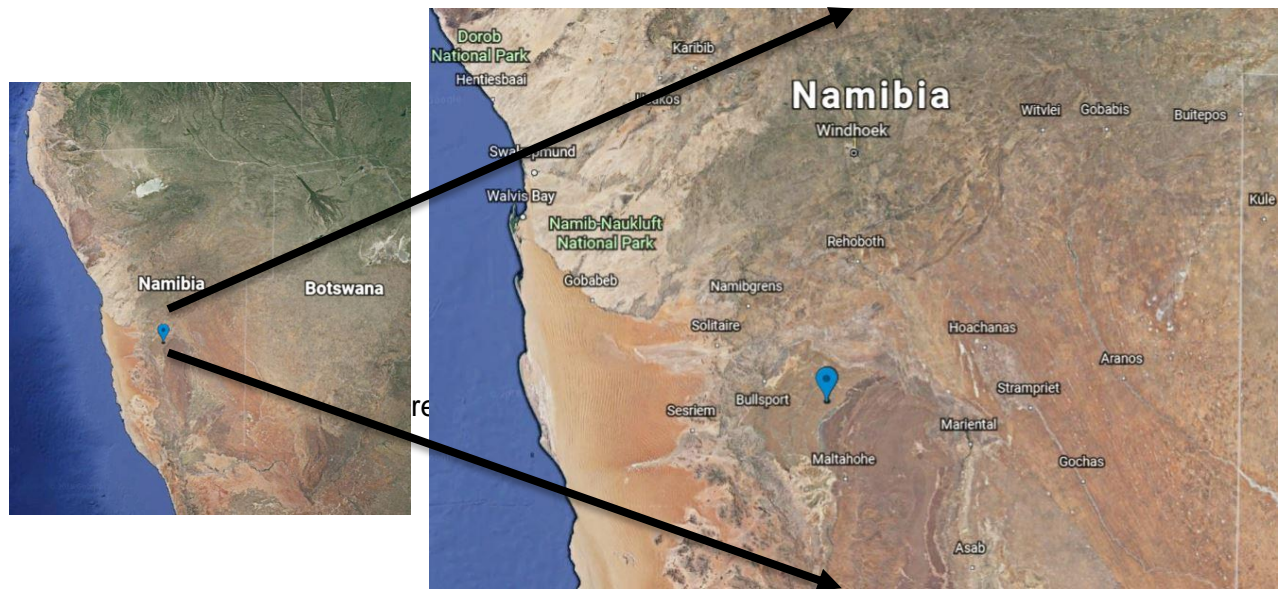 Namibia
Botswana
re
Dorob
National Park
Karibib
Hentiesbaai
Namibia
Witvlei
Gobabis
Buitepos
Windhoek
Swakopmund
Walvis Bay
Kule
Namib-Naukluft
National Park
Rehoboth
Gobabeb
Namibgrens
Solitaire
Hoachanas
Aranos
Strampriet
Bullsport
Sesriem
Mariental
Maltahohe
Gochas
Asab